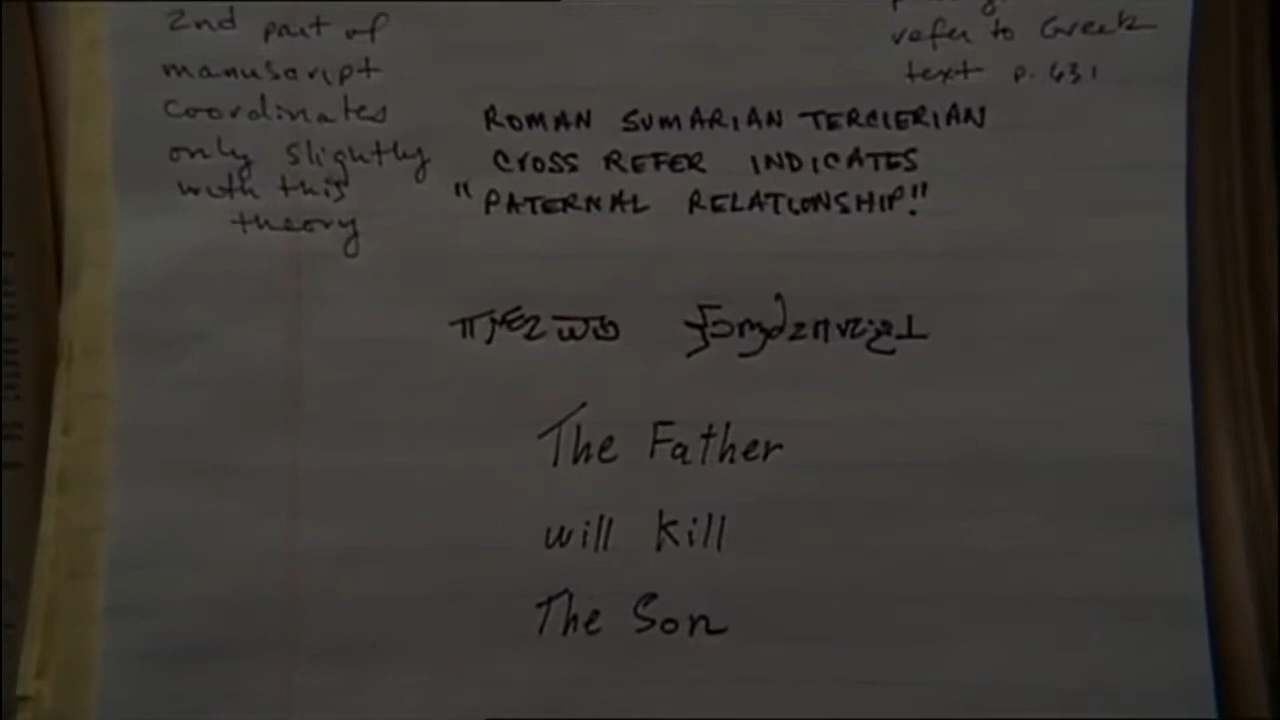 2nd part of
manuscript
coordinates
only slightly
with this
theory
refer to Greek
text p. 631
ROMAN SUMARIAN TERCIERIAN
CROSS REFER INDICATES
"PATERNAL RELATIONSHIP."
The Father
will kill
The Son